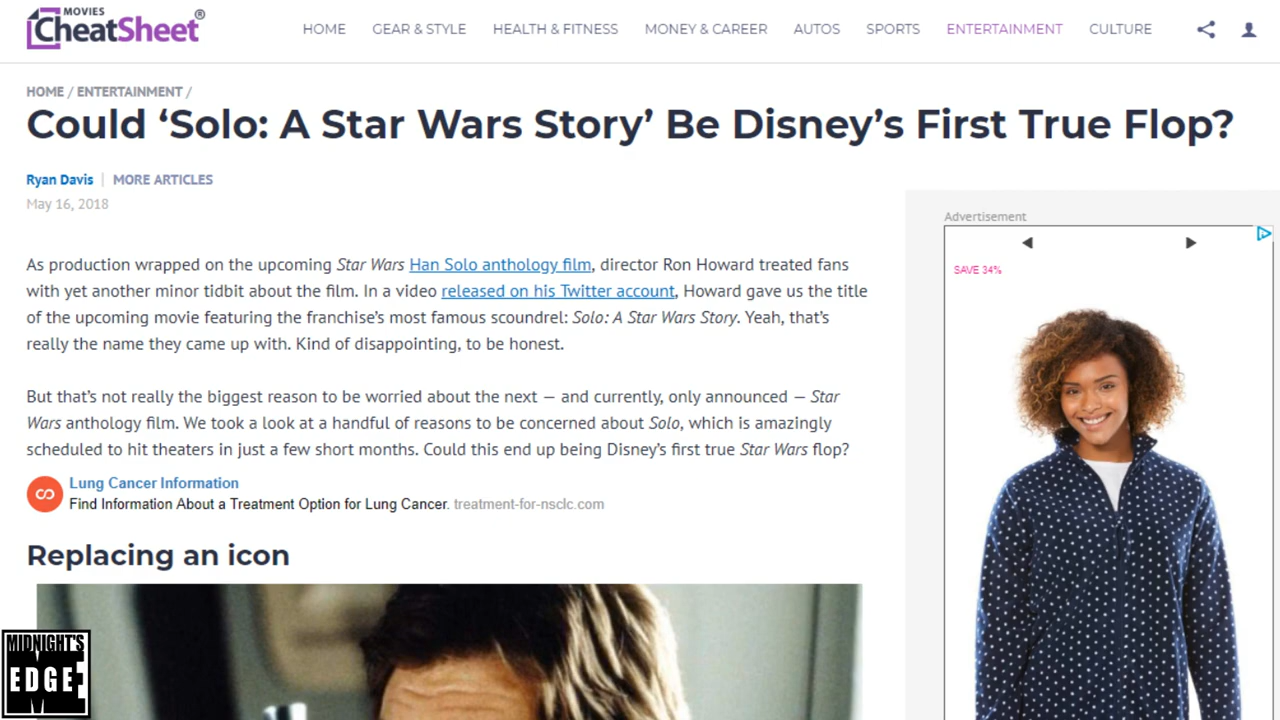 MOVIES
CheatSheet®
HOME GEAR & STYLE HEALTH & FITNESS MONEY & CAREER AUTOS SPORTS ENTERTAINMENT CULTURE
HOME / ENTERTAINMENT /
Could ‘Solo: A Star Wars Story’ Be Disney’s First True Flop?
Ryan Davis | MORE ARTICLES
May 16, 2018
As production wrapped on the upcoming Star Wars Han Solo anthology film, director Ron Howard treated fans
with yet another minor tidbit about the film. In a video released on his Twitter account, Howard gave us the title
of the upcoming movie featuring the franchise’s most famous scoundrel: Solo: A Star Wars Story. Yeah, that’s
really the name they came up with. Kind of disappointing, to be honest.
But that’s not really the biggest reason to be worried about the next — and currently, only announced — Star
Wars anthology film. We took a look at a handful of reasons to be concerned about Solo, which is amazingly
scheduled to hit theaters in just a few short months. Could this end up being Disney’s first true Star Wars flop?
Lung Cancer Information
Find Information About a Treatment Option for Lung Cancer. treatment-for-nsclc.com
Replacing an icon
Advertisement
SAVE 34%
MIDNIGHT'S
EDGE